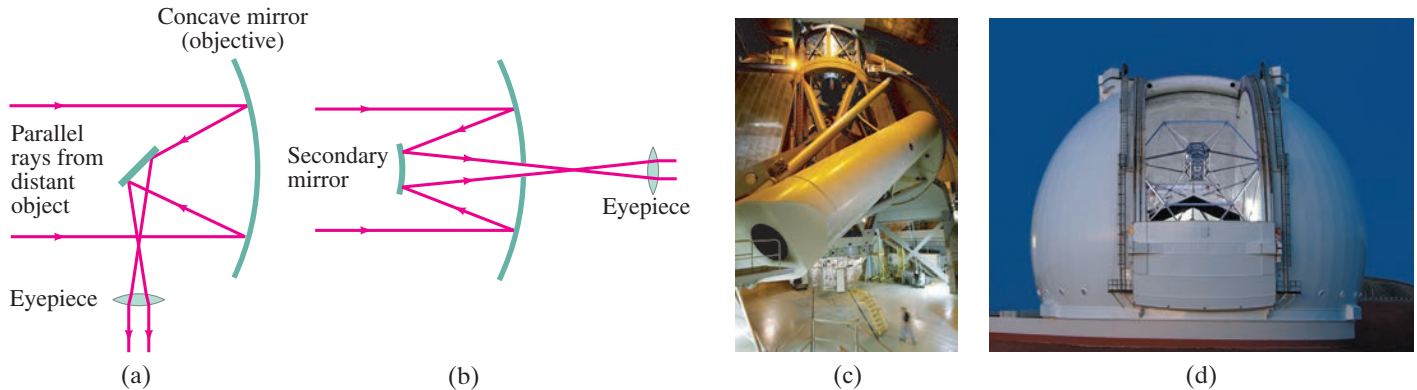 Concave mirror
(objective)
Parallel
rays from
distant
object
Eyepiece
(a)
Secondary
mirror
Eyepiece
(b)
(c)
(d)